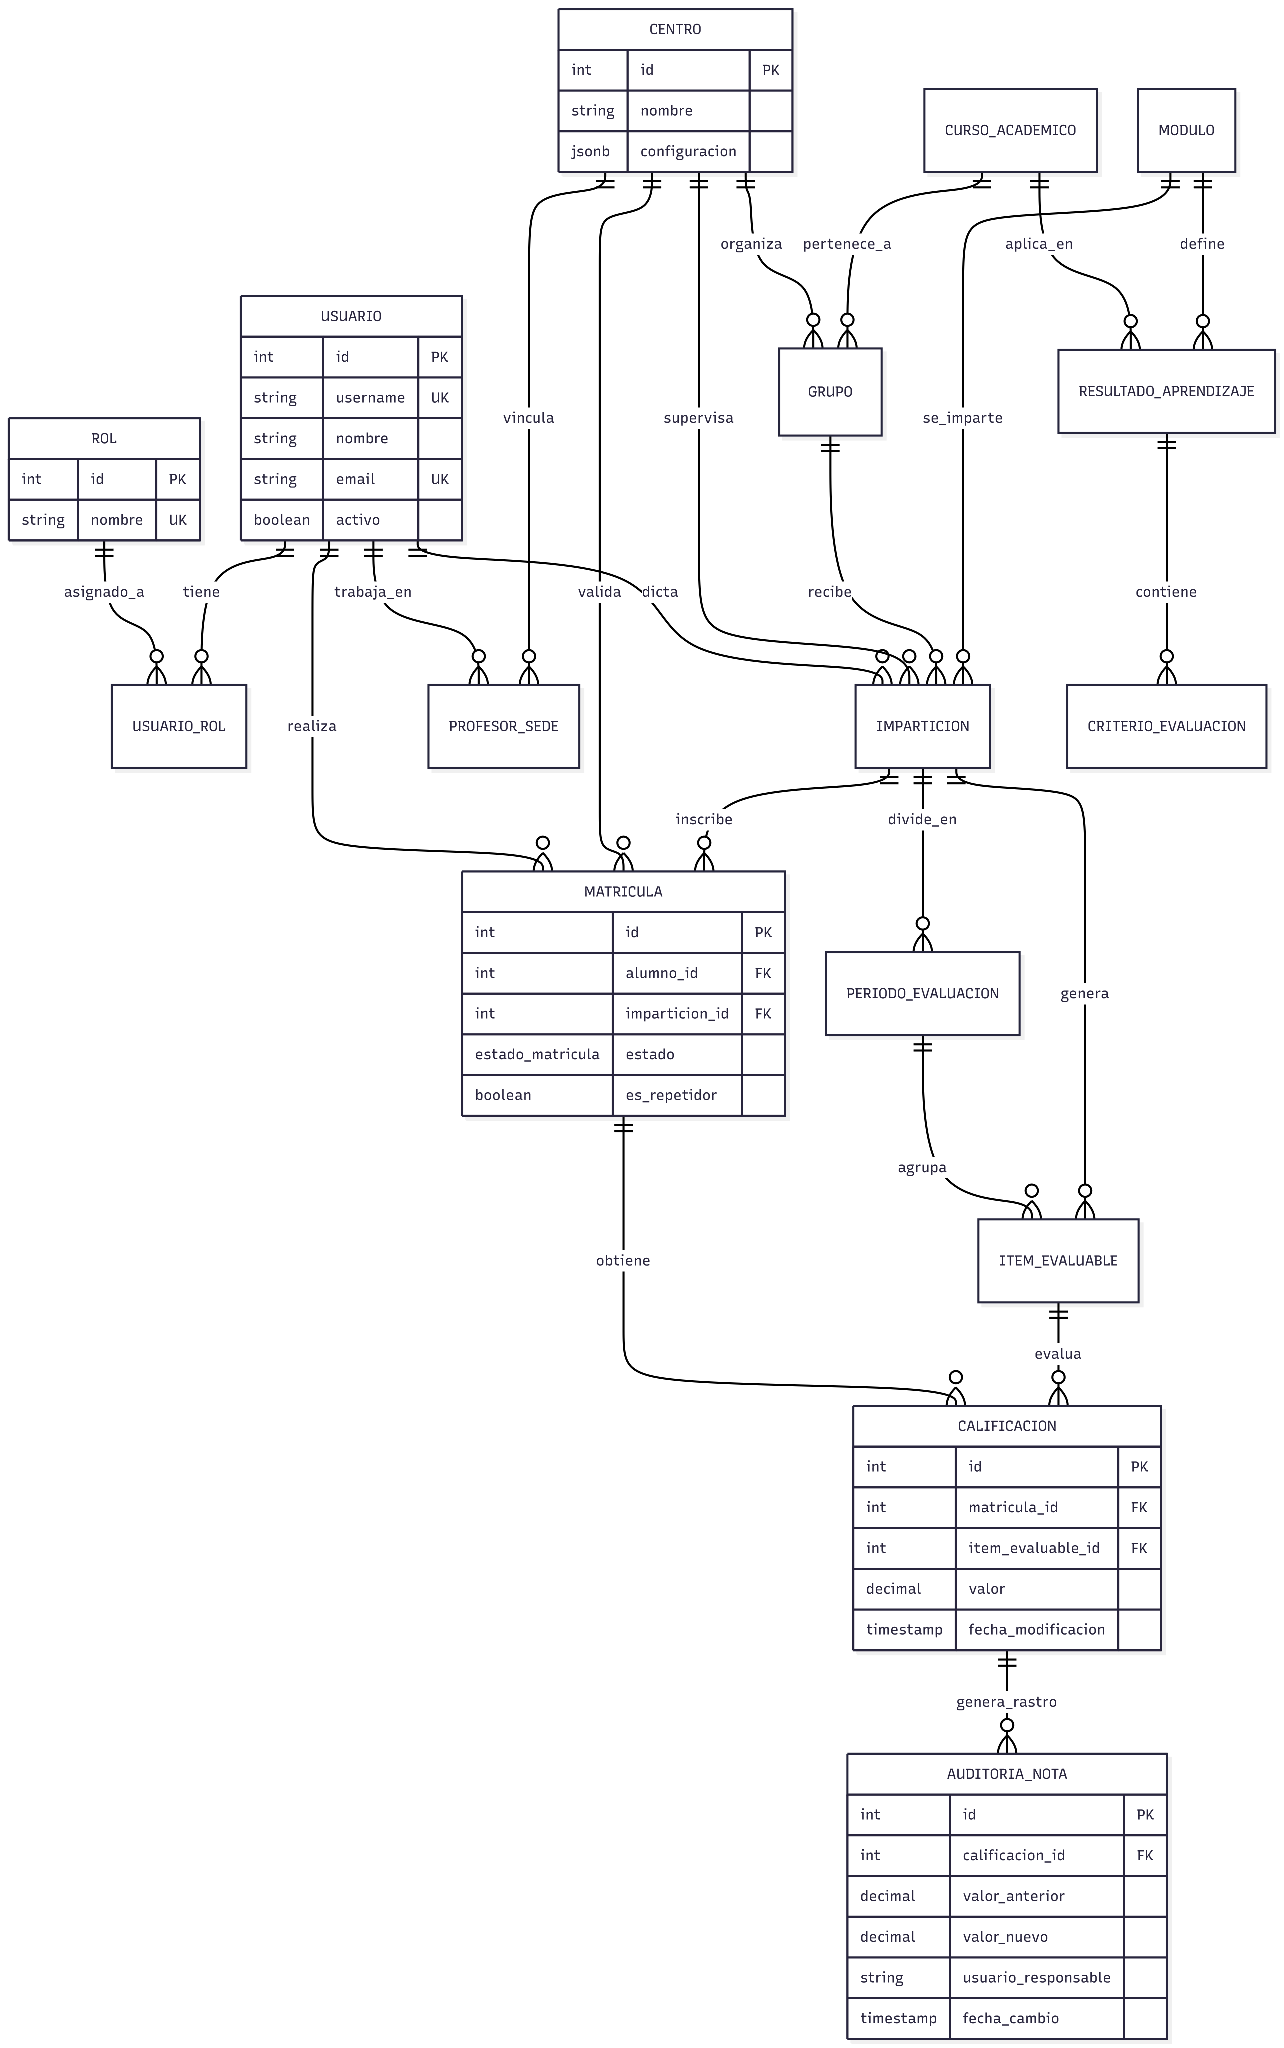 CENTRO
int id PK
string nombre
jsonb configuracion
CURSO_ACADEMICO
MODULO
organiza
pertenece_a
aplica_en
define
USUARIO
int id PK
string username UK
string nombre
string email UK
boolean activo
GRUPO
RESULTADO_APRENDIZAJE
vincula
supervisa
se_imparte
ROL
int id PK
string nombre UK
asignado_a
tiene
trabaja_en
valida
dicta
recibe
contiene
USUARIO_ROL
realiza
PROFESOR_SEDE
IMPARTICION
CRITERIO_EVALUACION
inscribe
divide_en
MATRICULA
int id PK
int alumno_id FK
int imparticion_id FK
estado_matricula estado
boolean es_repetidor
PERIODO_EVALUACION
genera
agrupa
obtiene
ITEM_EVALUABLE
evalua
CALIFICACION
int id PK
int matricula_id FK
int item_evaluable_id FK
decimal valor
timestamp fecha_modificacion
genera_rastro
AUDITORIA_NOTA
int id PK
int calificacion_id FK
decimal valor_anterior
decimal valor_nuevo
string usuario_responsable
timestamp fecha_cambio